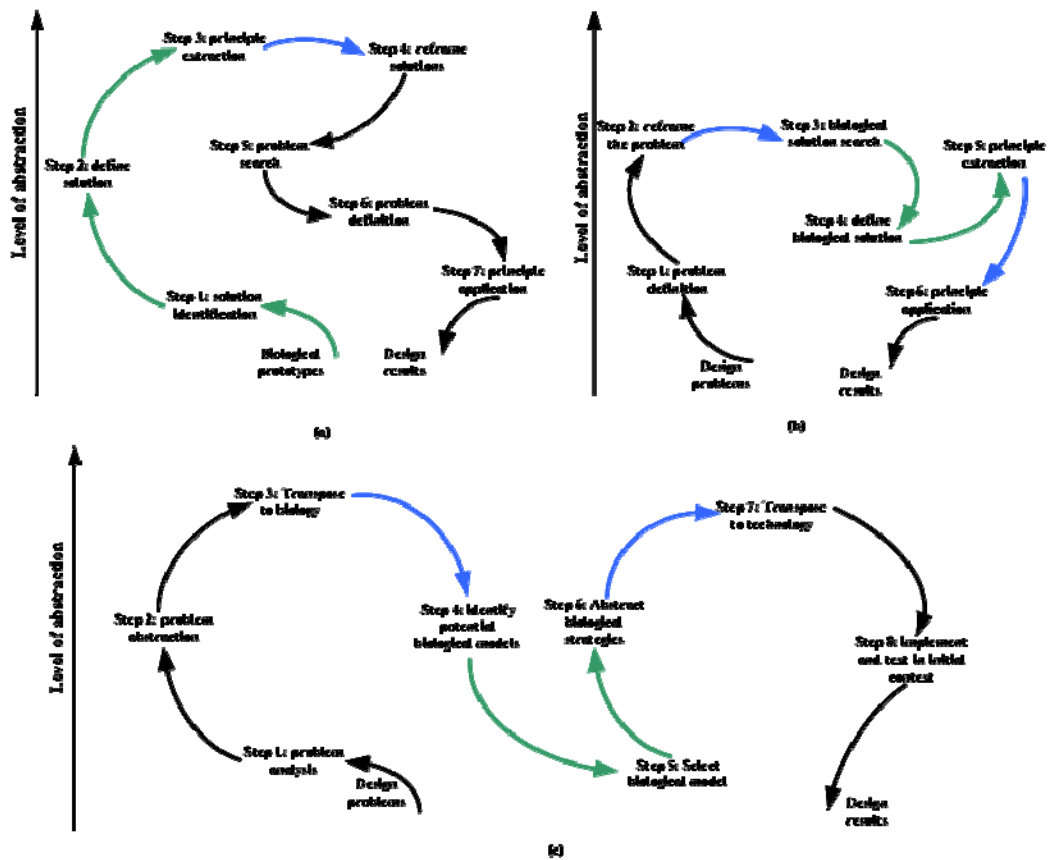 Level of abstraction
Step 3: principle
extraction
Step 4: reframe
solutions
Step 2: define
solution
Step 5: problem
search
Step 6: problem
definition
Step 7: principle
application
Step 1: solution
identification
Biological
prototypes
Design
results
(a)
Level of abstraction
Step 2: reframe
the problem
Step 3: biological
solution search
Step 5: principle
extraction
Step 4: define
biological solution
Step 1: problem
definition
Step 6: principle
application
Design
problems
Design
results
(b)
Level of abstraction
Step 3: Transpose
to biology
Step 7: Transpose
to technology
Step 2: problem
abstraction
Step 4: Identify
potential
biological models
Step 6: Abstract
biological
strategies
Step 8: implement
and test in initial
context
Step 1: problem
analysis
Step 5: Select
biological model
Design
problems
Design
results
(c)